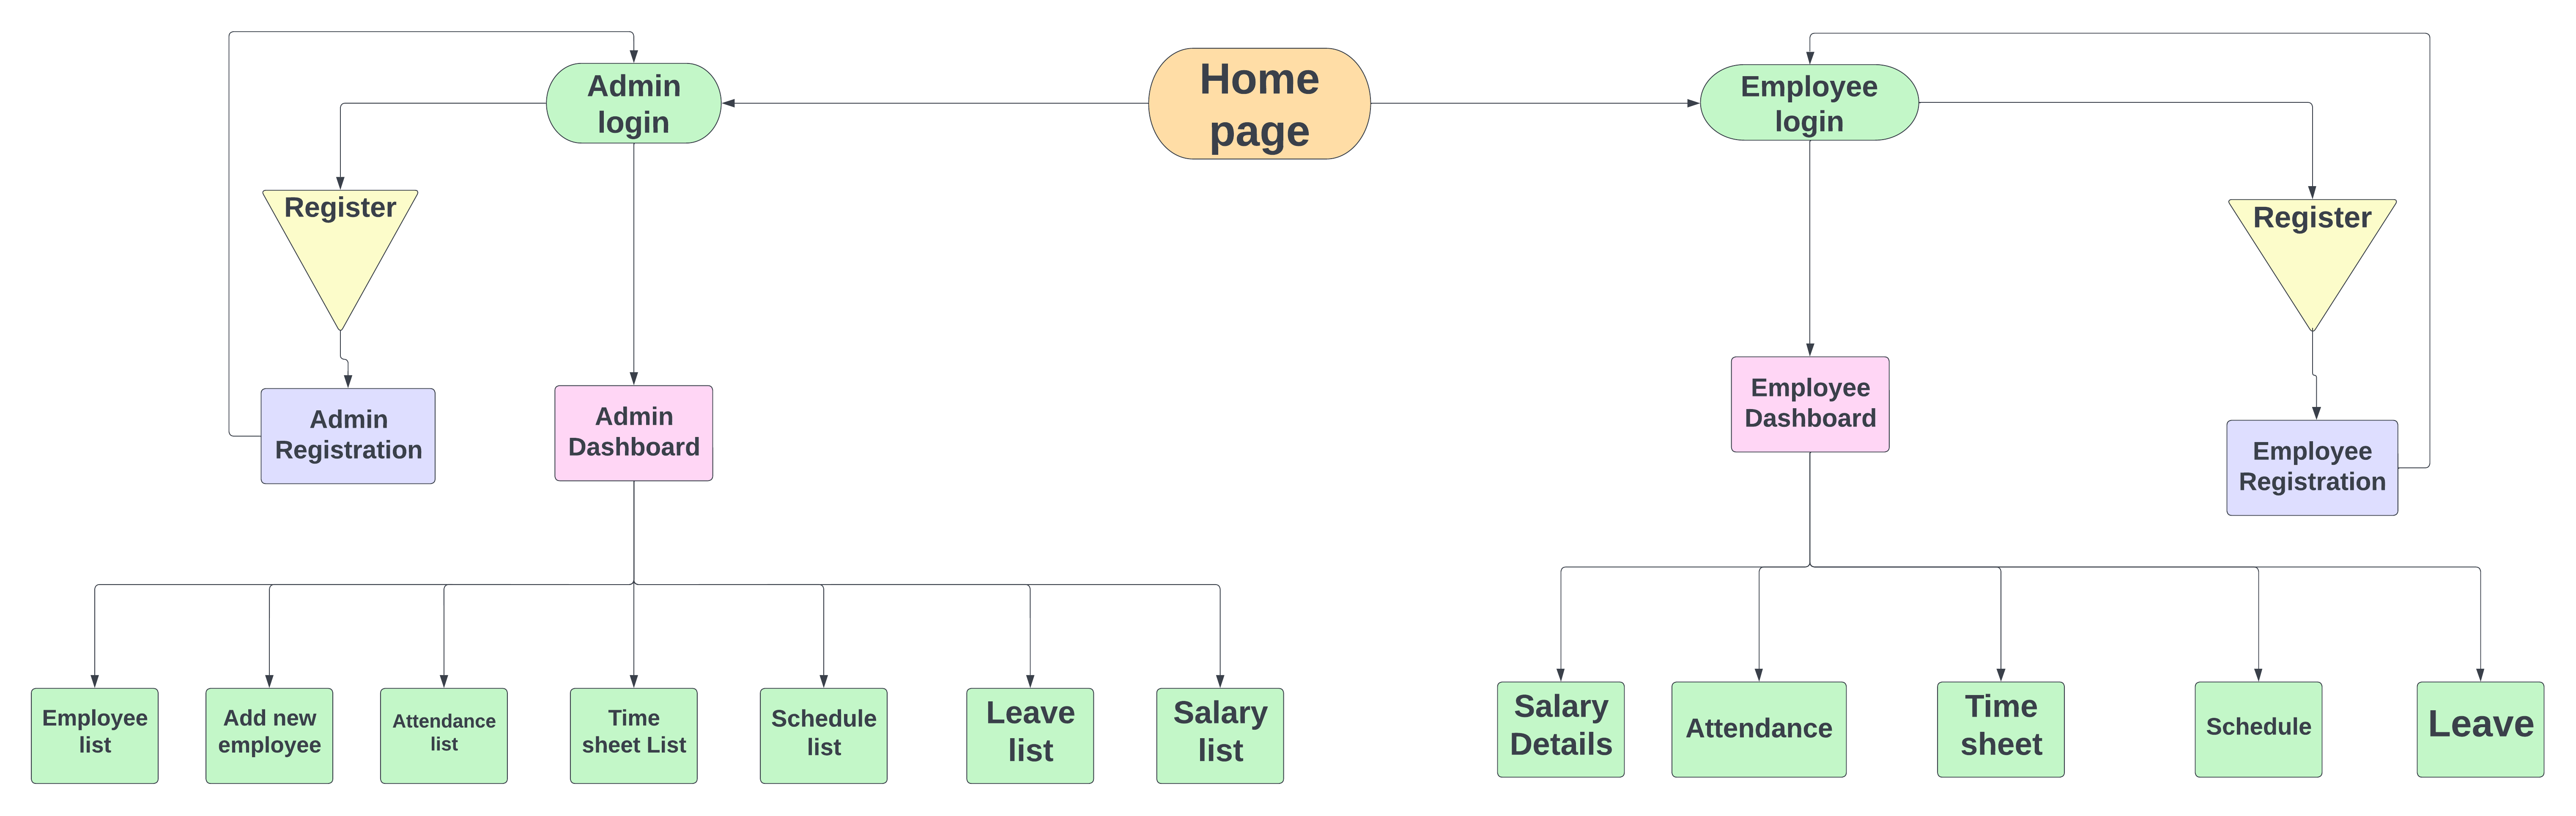 Admin
login
Home
page
Employee
login
Register
Register
Admin
Registration
Admin
Dashboard
Employee
Dashboard
Employee
Registration
Employee
list
Add new
employee
Attendance
list
Time
sheet List
Schedule
list
Leave
list
Salary
list
Salary
Details
Attendance
Time
sheet
Schedule
Leave